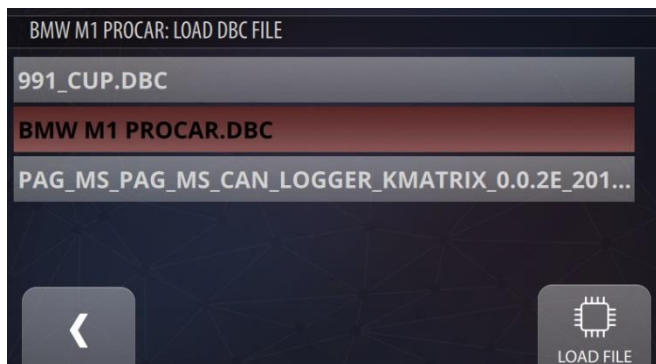 BMW M1 PROCAR: LOAD DBC FILE
991_CUP.DBC
BMW M1 PROCAR.DBC
PAG_MS_PAG_MS_CAN_LOGGER_KMATRIX_0.0.2E_201...
LOAD FILE